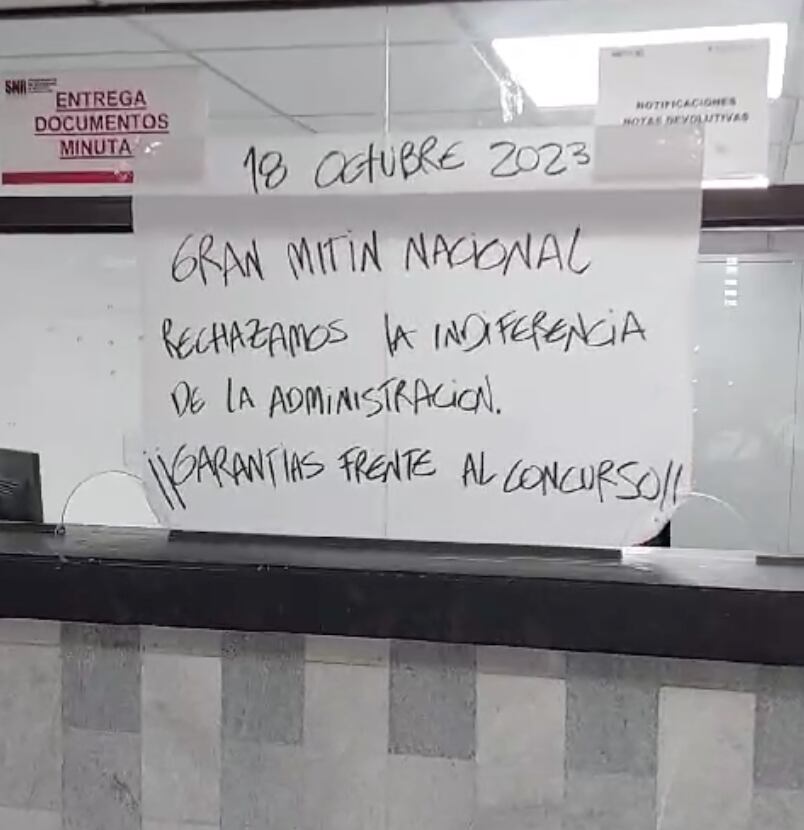 SNR
ENTREGA
DOCUMENTOS
MINUTA
NOTIFICACIONES
NOTAS DEVOLUTIVAS
18 OCTUBRE 2023
GRAN MITIN NACIONAL
RECHAZAMOS LA INDIFERENCIA
DE LA ADMINISTRACION.
¡¡GARANTIAS FRENTE AL CONCURSO!!